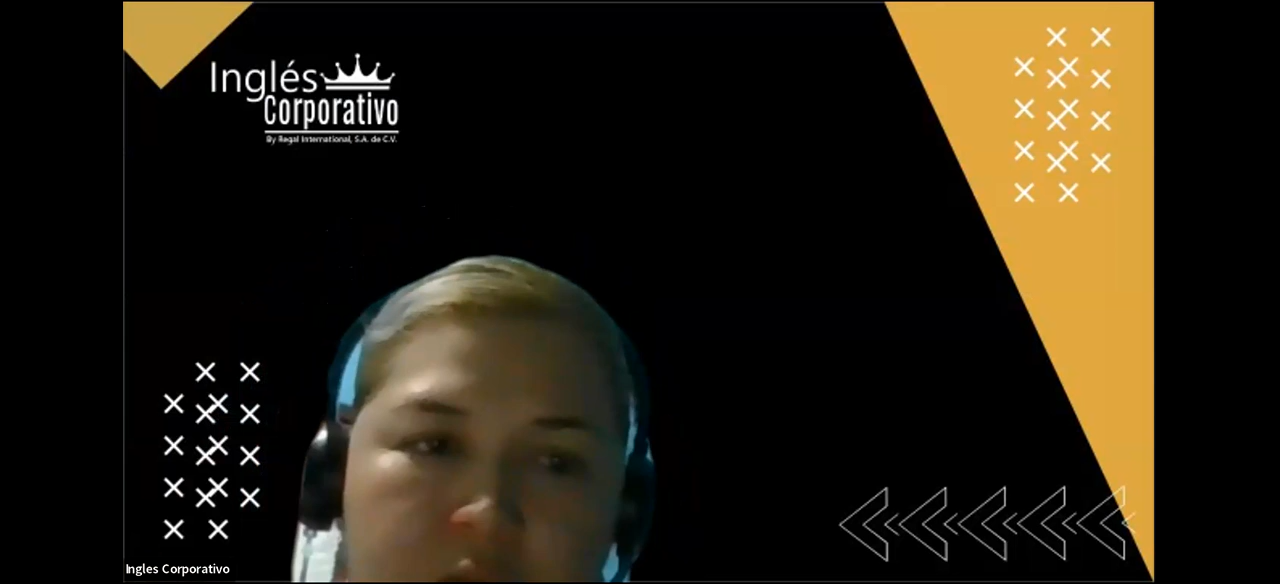 Inglés
Corporativo
By Regal International, S.A. de C.V.
Ingles Corporativo